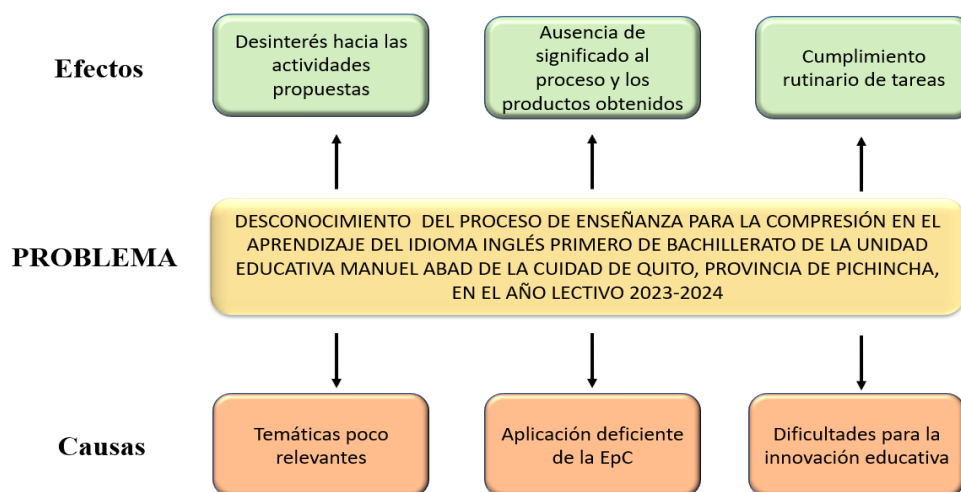 Efectos
Desinterés hacia las
actividades
propuestas
Ausencia de
significado al
proceso y los
productos obtenidos
Cumplimiento
rutinario de tareas
PROBLEMA
DESCONOCIMIENTO DEL PROCESO DE ENSEÑANZA PARA LA COMPRESIÓN EN EL
APRENDIZAJE DEL IDIOMA INGLÉS PRIMERO DE BACHILLERATO DE LA UNIDAD
EDUCATIVA MANUEL ABAD DE LA CUIDAD DE QUITO, PROVINCIA DE PICHINCHA,
EN EL AÑO LECTIVO 2023-2024
Causas
Temáticas poco
relevantes
Aplicación deficiente
de la EpC
Dificultades para la
innovación educativa